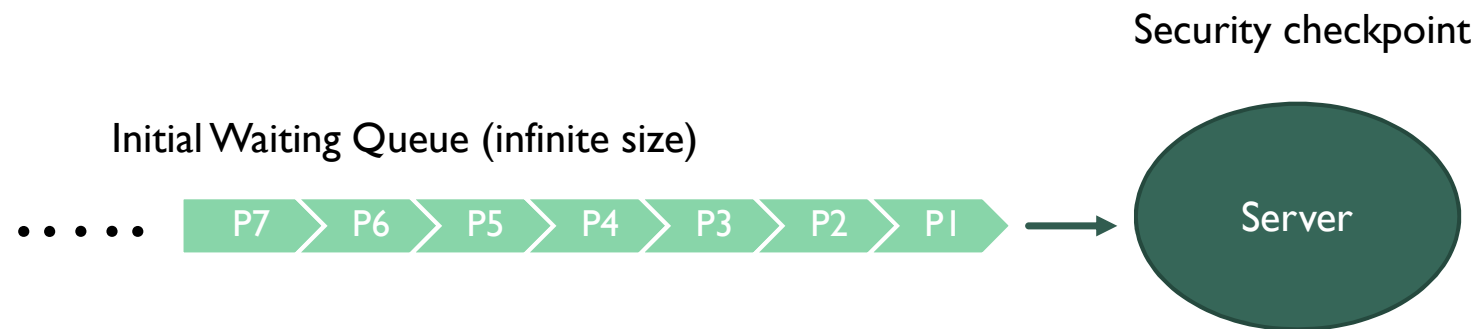 Security checkpoint
Initial Waiting Queue (infinite size)
..... P7 P6 P5 P4 P3 P2 P1
Server